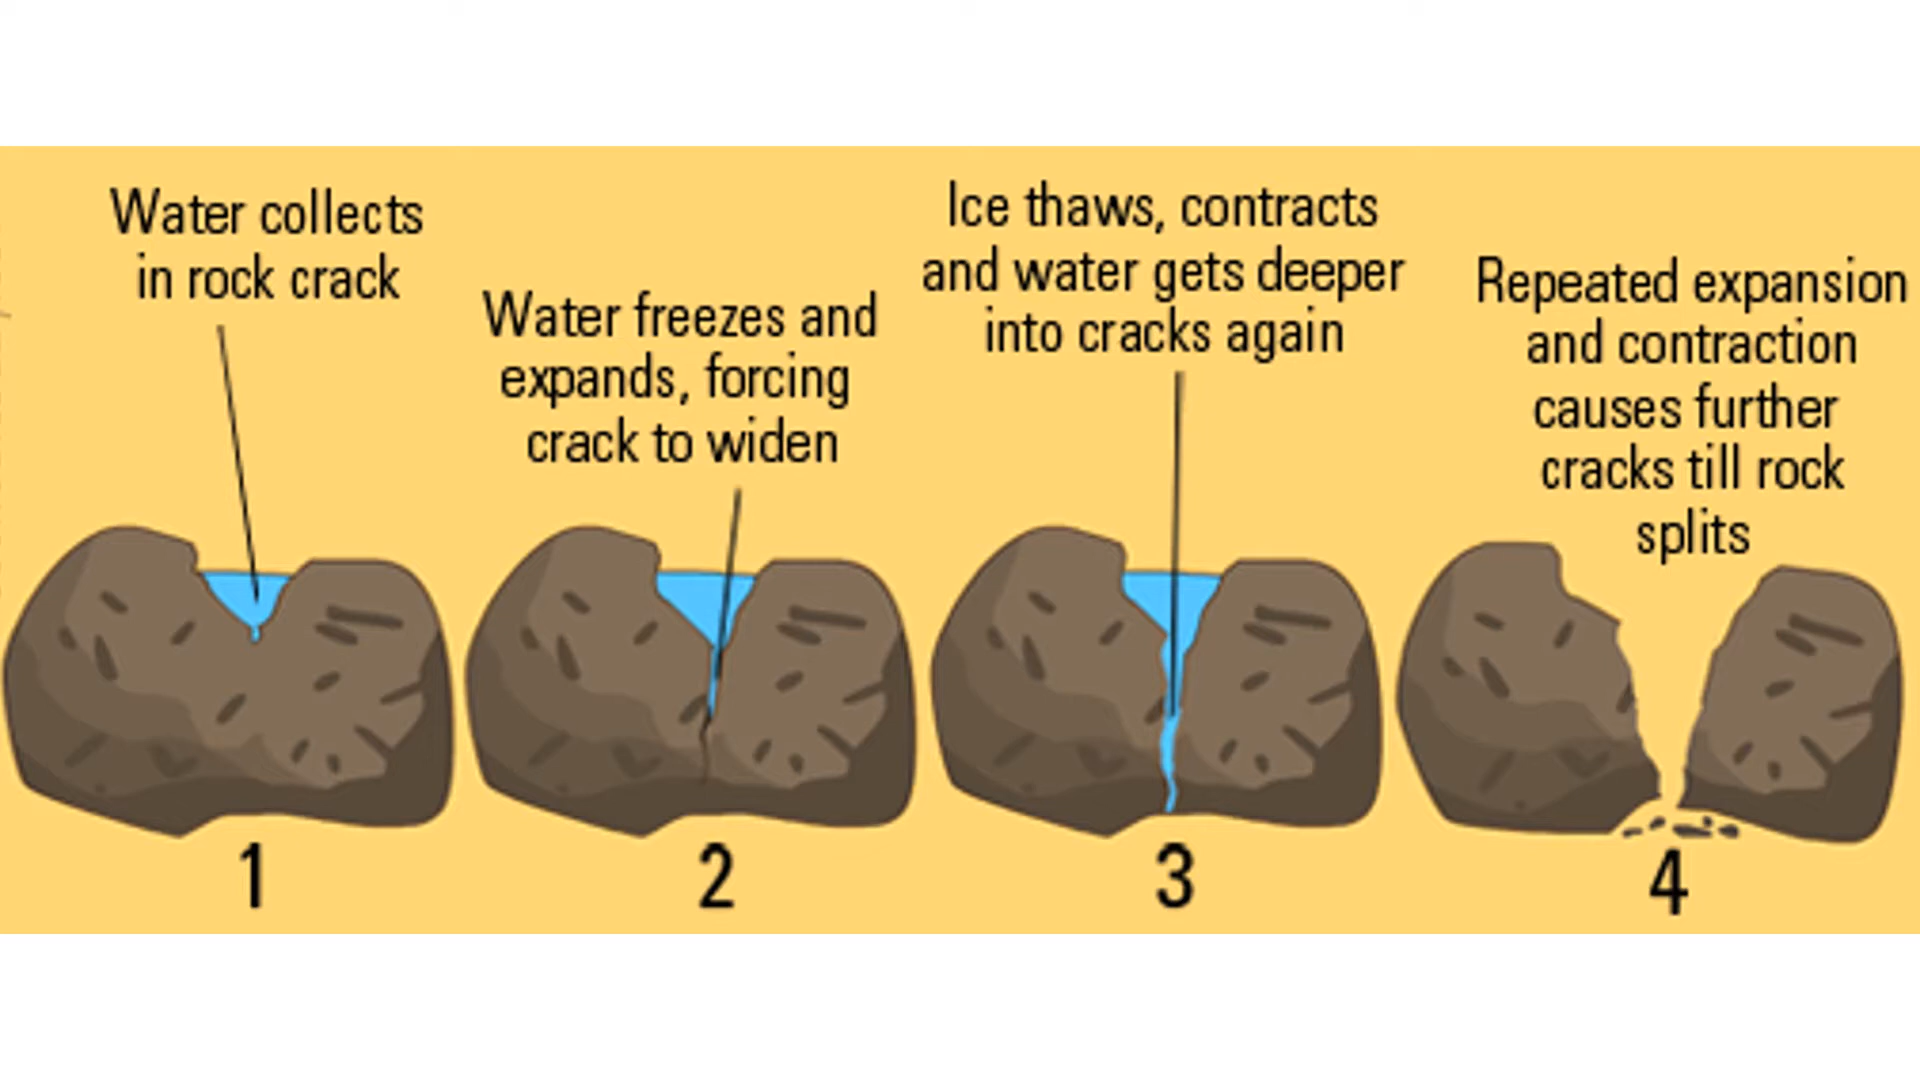 Water collects
in rock crack
Water freezes and
expands, forcing
crack to widen
Ice thaws, contracts
and water gets deeper
into cracks again
Repeated expansion
and contraction
causes further
cracks till rock
splits
1
2
3
4